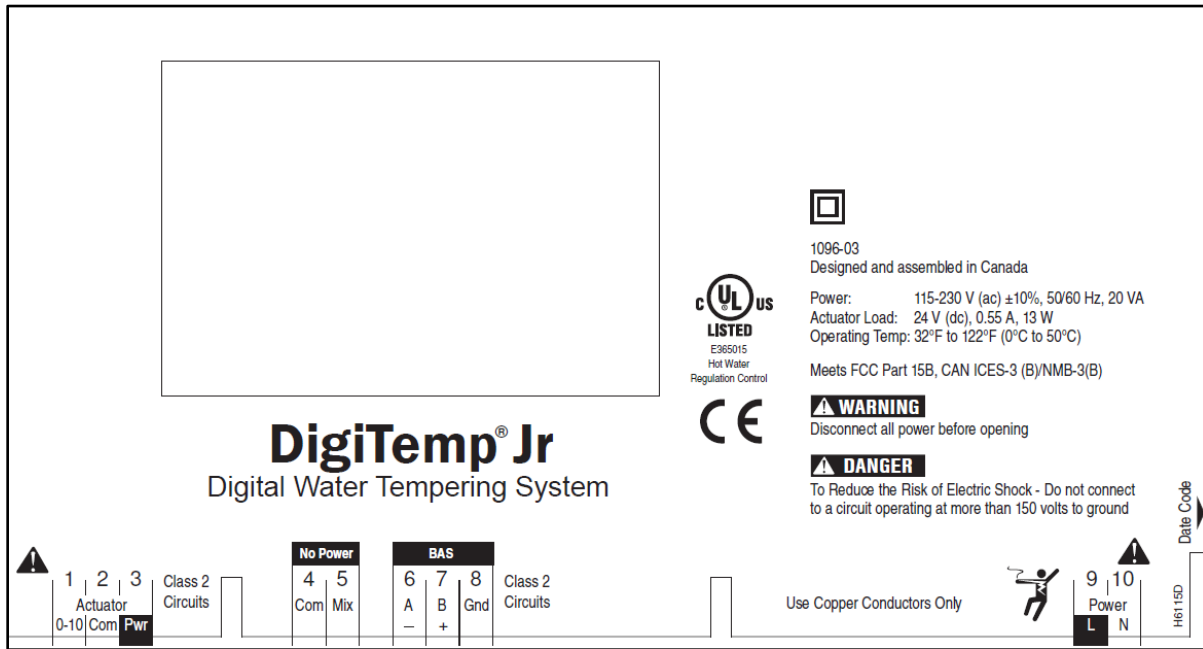 1096-03
Designed and assembled in Canada
Power: 115-230 V (ac) ±10%, 50/60 Hz, 20 VA
Actuator Load: 24 V (dc), 0.55 A, 13 W
Operating Temp: 32°F to 122°F (0°C to 50°C)
Meets FCC Part 15B, CAN ICES-3 (B)/NMB-3(B)
C UL® US
LISTED
E365015
Hot Water
Regulation Control
CE
WARNING
Disconnect all power before opening
DANGER
To Reduce the Risk of Electric Shock - Do not connect
to a circuit operating at more than 150 volts to ground
DigiTemp® Jr
Digital Water Tempering System
1 2 3
Actuator
0-10 Com Pwr
Class 2
Circuits
No Power
4 5
Com Mix
BAS
6 7 8
A B Gnd
– +
Class 2
Circuits
Use Copper Conductors Only
9 10
Power
L N
Date Code
H6115D